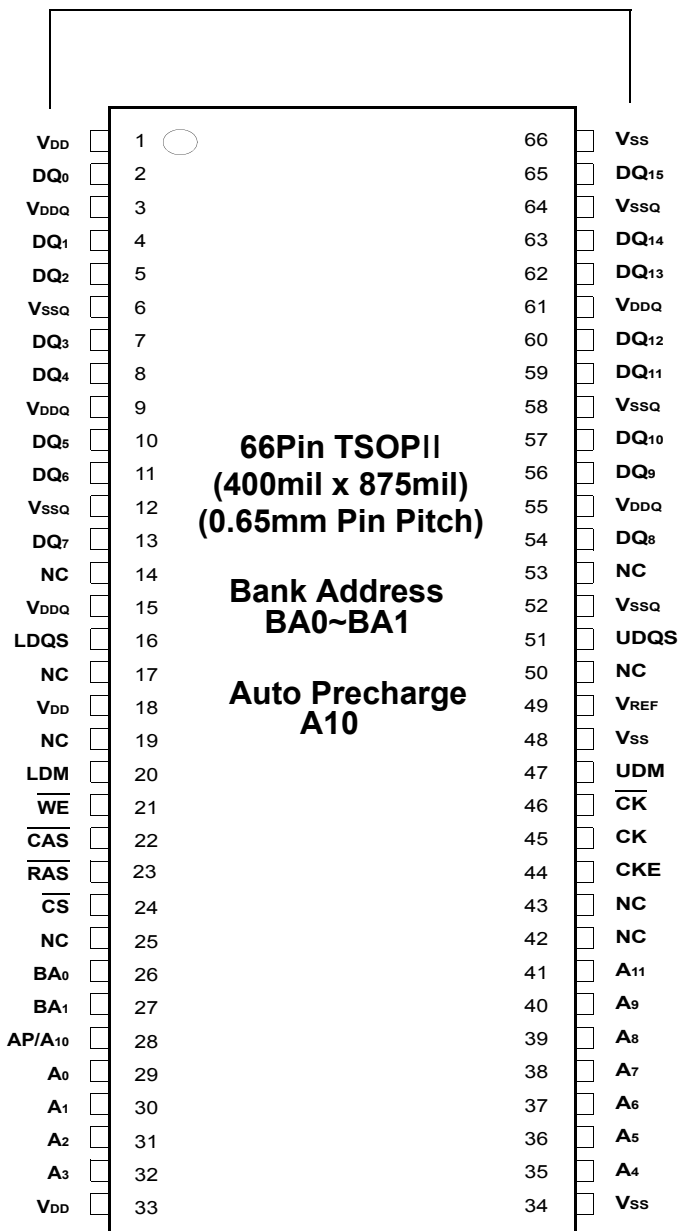 VDD 1 66 VSS
DQ0 2 65 DQ15
VDDQ 3 64 VSSQ
DQ1 4 63 DQ14
DQ2 5 62 DQ13
VSSQ 6 61 VDDQ
DQ3 7 60 DQ12
DQ4 8 59 DQ11
VDDQ 9 58 VSSQ
DQ5 10 57 DQ10
DQ6 11 56 DQ9
VSSQ 12 55 VDDQ
DQ7 13 54 DQ8
NC 14 53 NC
VDDQ 15 52 VSSQ
LDQS 16 51 UDQS
NC 17 50 NC
VDD 18 49 VREF
NC 19 48 VSS
LDM 20 47 UDM
W̅E̅ 21 46 C̅K̅
C̅A̅S̅ 22 45 CK
R̅A̅S̅ 23 44 CKE
C̅S̅ 24 43 NC
NC 25 42 NC
BA0 26 41 A11
BA1 27 40 A9
AP/A10 28 39 A8
A0 29 38 A7
A1 30 37 A6
A2 31 36 A5
A3 32 35 A4
VDD 33 34 VSS
66Pin TSOPII
(400mil x 875mil)
(0.65mm Pin Pitch)
Bank Address
BA0~BA1
Auto Precharge
A10